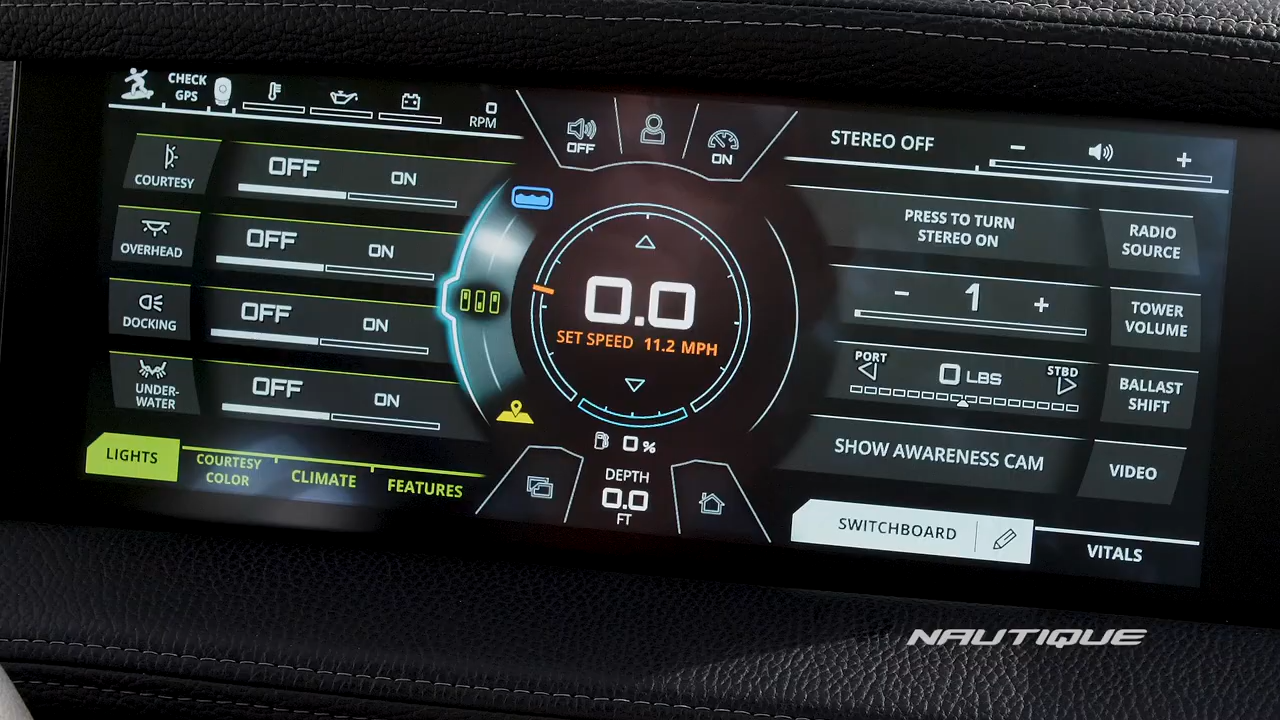 CHECK
GPS
0
RPM
OFF
ON
STEREO OFF
- +
COURTESY
OFF
ON
OVERHEAD
OFF
ON
DOCKING
OFF
ON
UNDER-
WATER
OFF
ON
LIGHTS
COURTESY
COLOR
CLIMATE
FEATURES
0.0
SET SPEED 11.2 MPH
0%
DEPTH
0.0
FT
PRESS TO TURN
STEREO ON
RADIO
SOURCE
- 1 +
TOWER
VOLUME
PORT
0 LBS
STBD
BALLAST
SHIFT
SHOW AWARENESS CAM
VIDEO
SWITCHBOARD
VITALS
NAUTIQUE